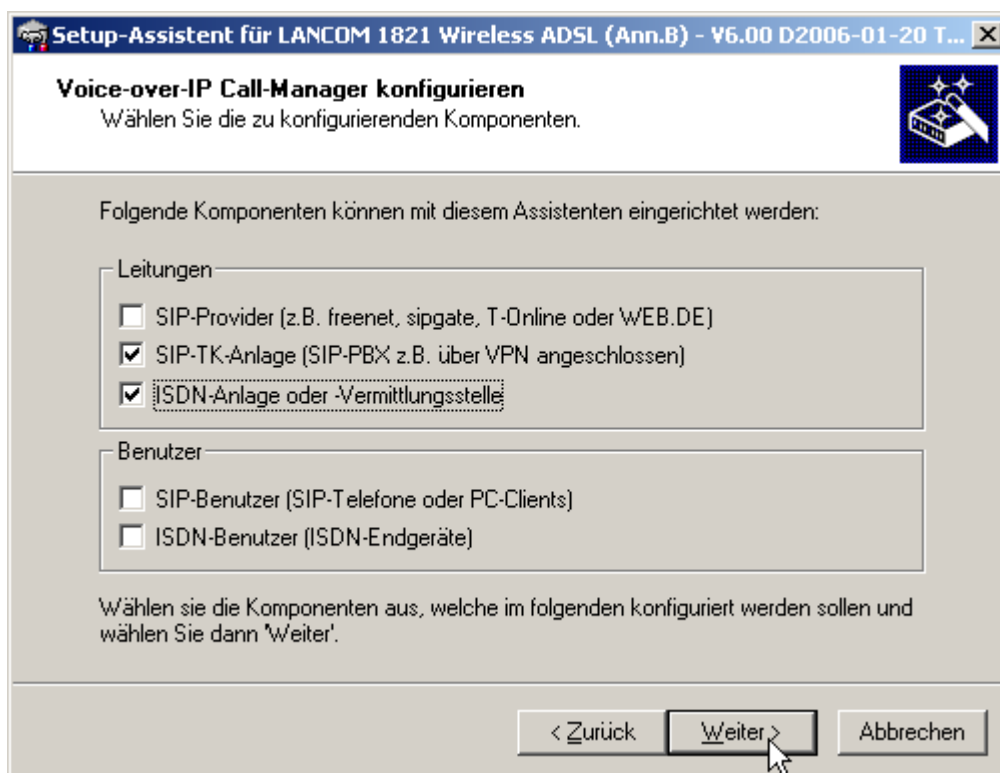 Setup-Assistent für LANCOM 1821 Wireless ADSL (Ann.B) - V6.00 D2006-01-20 T...
Voice-over-IP Call-Manager konfigurieren
Wählen Sie die zu konfigurierenden Komponenten.
Folgende Komponenten können mit diesem Assistenten eingerichtet werden:
Leitungen
SIP-Provider (z.B. freenet, sipgate, T-Online oder WEB.DE)
SIP-TK-Anlage (SIP-PBX z.B. über VPN angeschlossen)
ISDN-Anlage oder -Vermittlungsstelle
Benutzer
SIP-Benutzer (SIP-Telefone oder PC-Clients)
ISDN-Benutzer (ISDN-Endgeräte)
Wählen sie die Komponenten aus, welche im folgenden konfiguriert werden sollen und
wählen Sie dann 'Weiter'.
< Zurück Weiter > Abbrechen